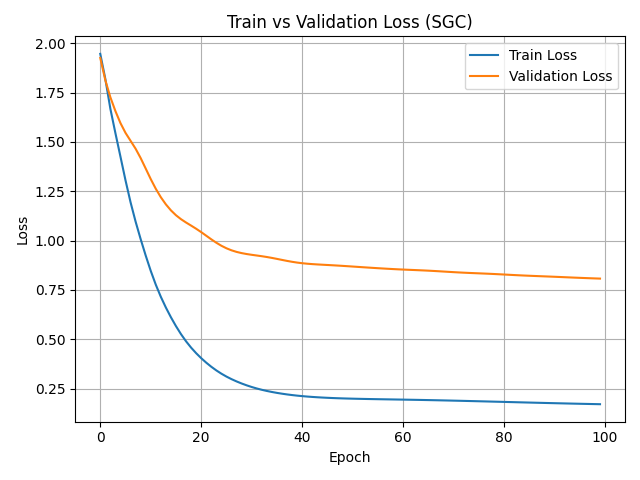 Train vs Validation Loss (SGC)
Train Loss
Validation Loss
2.00
1.75
1.50
1.25
1.00
0.75
0.50
0.25
Loss
0 20 40 60 80 100
Epoch